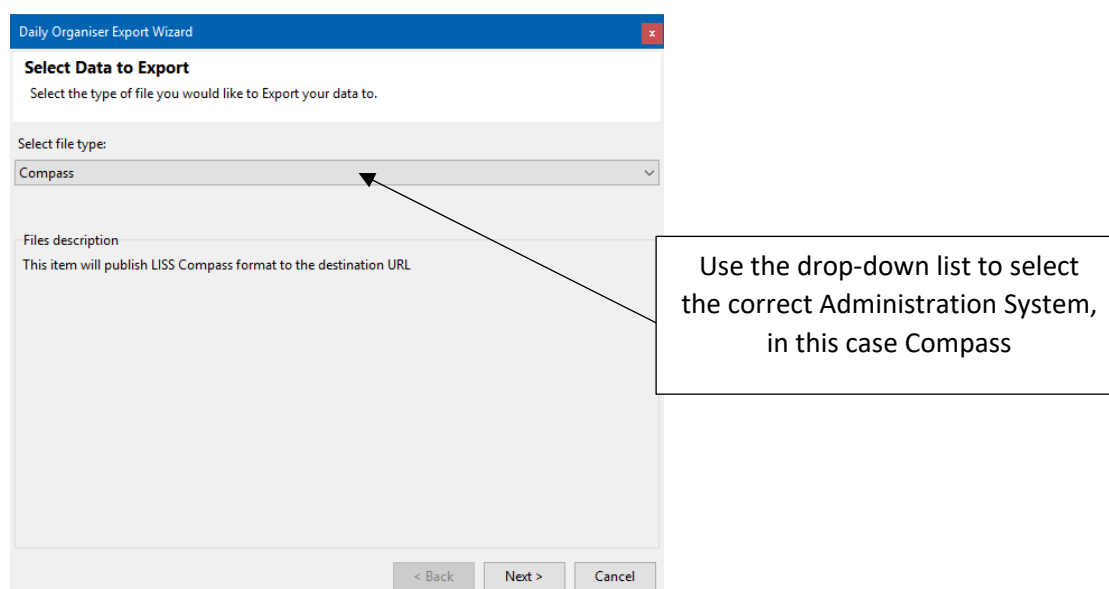 Daily Organiser Export Wizard
x
Select Data to Export
Select the type of file you would like to Export your data to.
Select file type:
Compass
Files description
This item will publish LISS Compass format to the destination URL
Use the drop-down list to select
the correct Administration System,
in this case Compass
< Back
Next >
Cancel